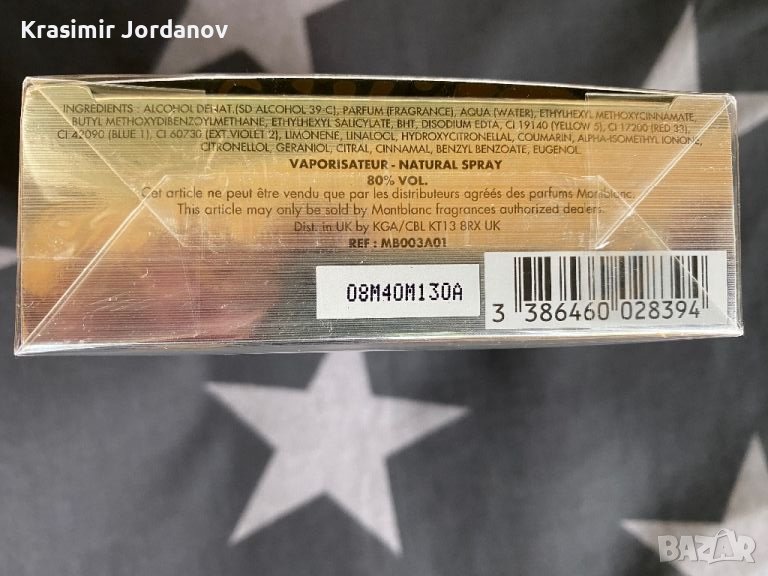 Krasimir Jordanov
INGREDIENTS : ALCOHOL DENAT.(SD ALCOHOL 39-C), PARFUM (FRAGRANCE), AQUA (WATER), ETHYLHEXYL METHOXYCINNAMATE,
BUTYL METHOXYDIBENZOYLMETHANE, ETHYLHEXYL SALICYLATE, BHT, DISODIUM EDTA, CI 19140 (YELLOW 5), CI 17200 (RED 33),
CI 42090 (BLUE 1), CI 60730 (EXT.VIOLET 2), LIMONENE, LINALOOL, HYDROXYCITRONELLAL, COUMARIN, ALPHA-ISOMETHYL IONONE,
CITRONELLOL, GERANIOL, CITRAL, CINNAMAL, BENZYL BENZOATE, EUGENOL.
VAPORISATEUR - NATURAL SPRAY
80% VOL.
Cet article ne peut être vendu que par les distributeurs agréés des parfums Montblanc.
This article may only be sold by Montblanc fragrances authorized dealers.
Dist. in UK by KGA/CBL KT13 8RX UK
REF : MB003A01
08M40M130A
3 386460 028394
BAZAR